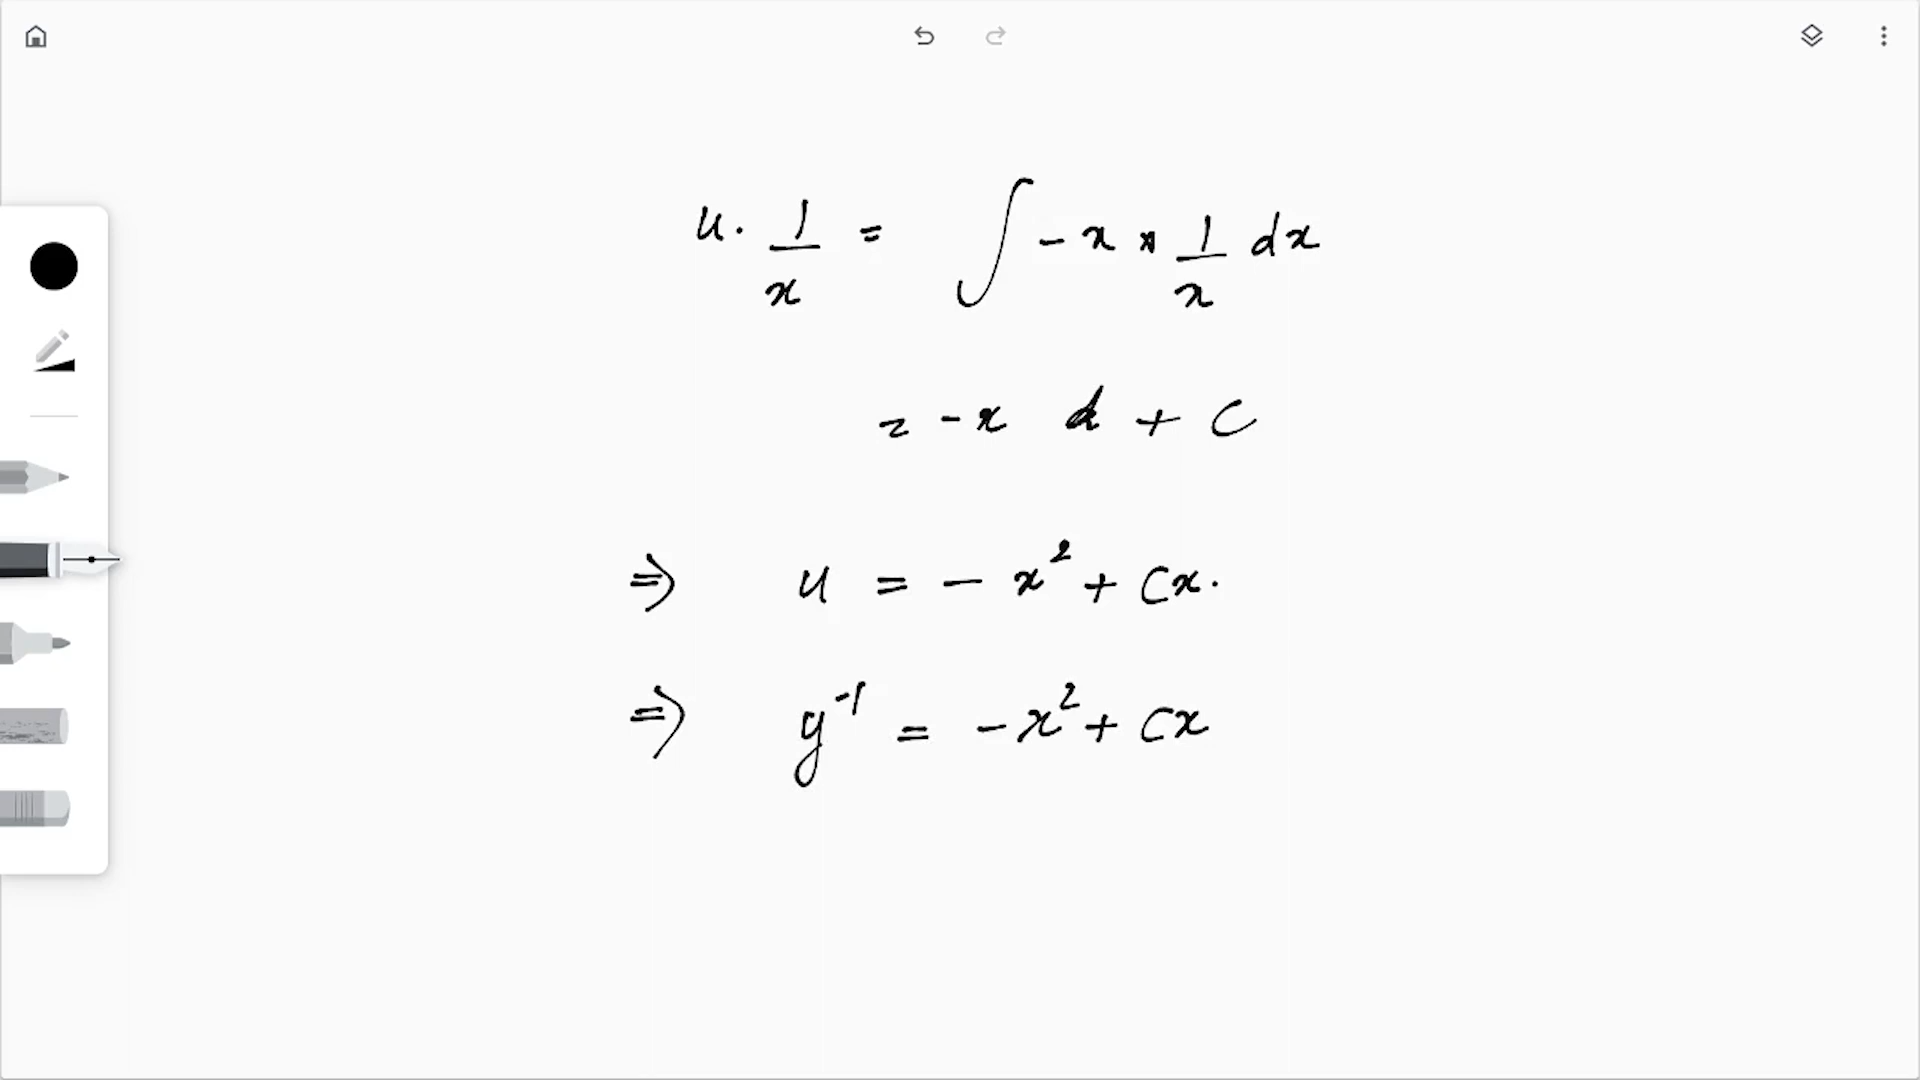 u. 1/x = ∫ -x * 1/x dx
= -x d + C
⇒ u = - x² + Cx.
⇒ y⁻¹ = -x² + Cx